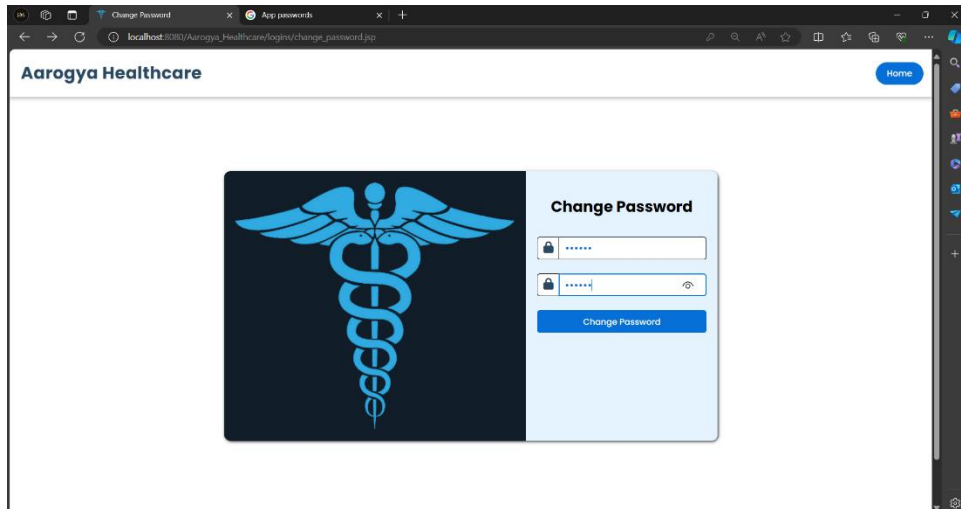 Change Password
App passwords
localhost:8080/Aarogya_Healthcare/logins/change_password.jsp
Aarogya Healthcare
Home
Change Password
••••••
••••••
Change Password